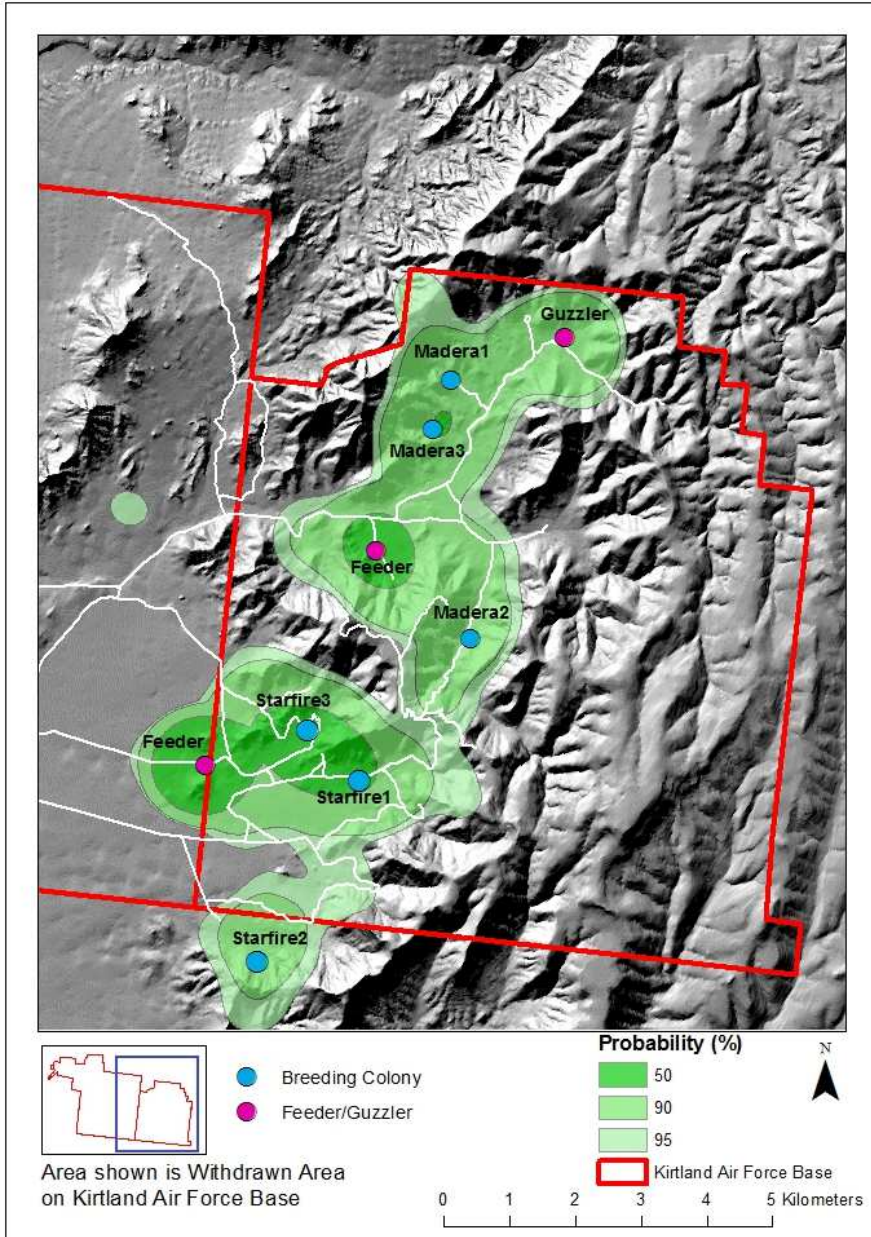 Guzzler
Madera1
Madera3
Feeder
Madera2
Starfire3
Feeder
Starfire1
Starfire2
Breeding Colony
Feeder/Guzzler
Area shown is Withdrawn Area
on Kirtland Air Force Base
Probability (%)
50
90
95
Kirtland Air Force Base
N
0 1 2 3 4 5 Kilometers